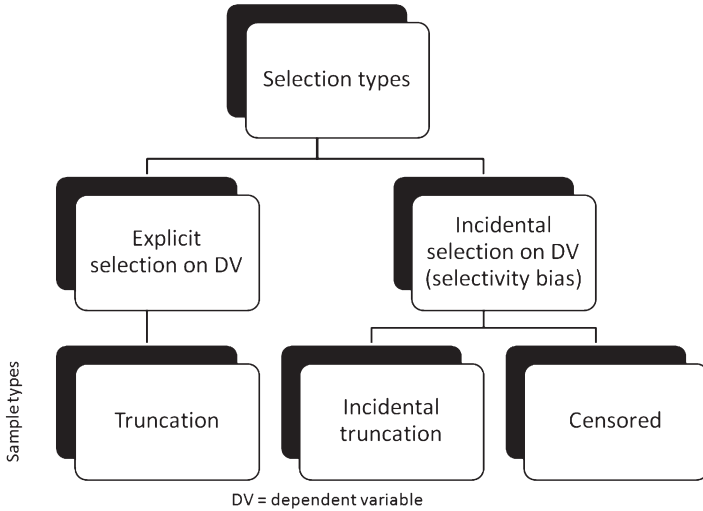 Selection types
Explicit
selection on DV
Incidental
selection on DV
(selectivity bias)
Sample types
Truncation
Incidental
truncation
Censored
DV = dependent variable